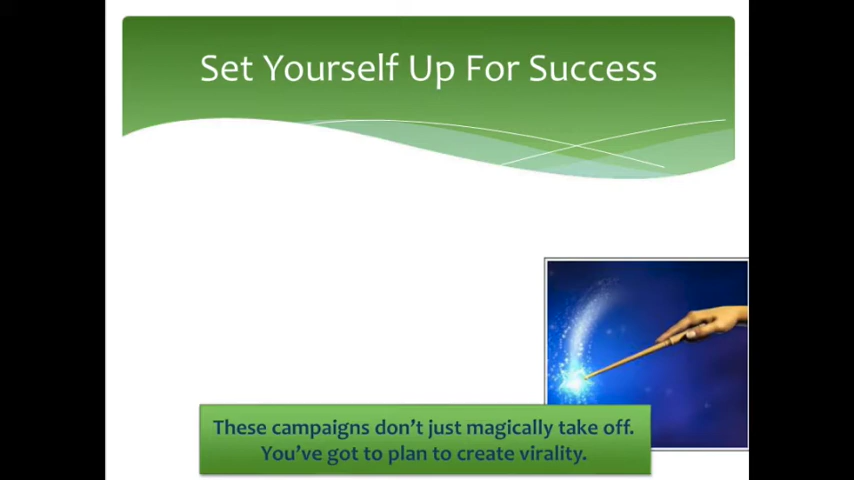 Set Yourself Up For Success
These campaigns don't just magically take off.
You've got to plan to create virality.